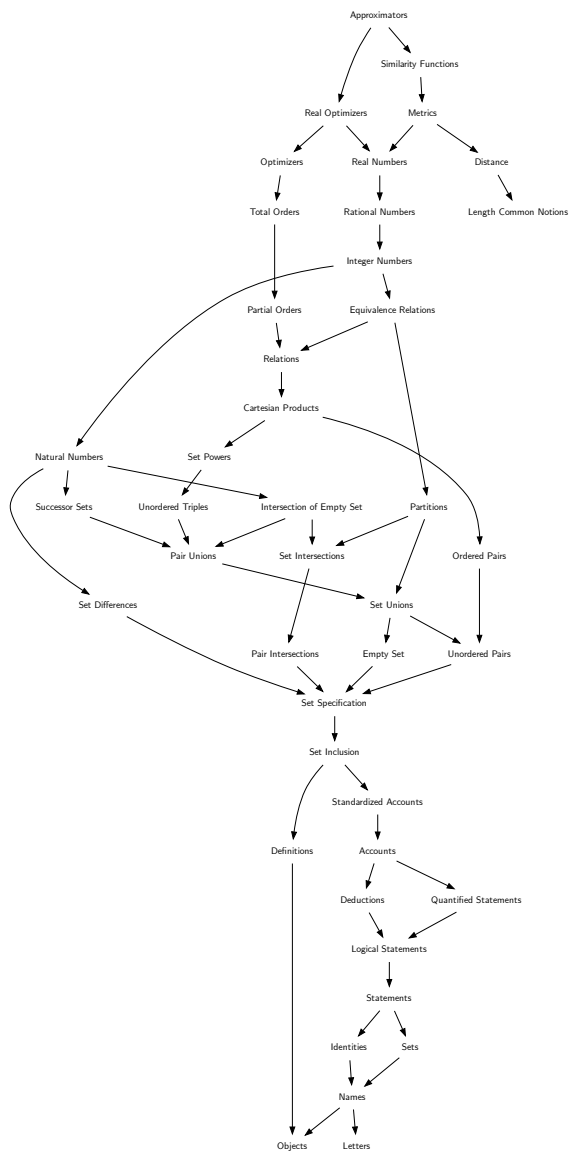 Approximators
Similarity Functions
Real Optimizers
Metrics
Optimizers
Real Numbers
Distance
Total Orders
Rational Numbers
Length Common Notions
Integer Numbers
Partial Orders
Equivalence Relations
Relations
Cartesian Products
Natural Numbers
Set Powers
Successor Sets
Unordered Triples
Intersection of Empty Set
Partitions
Pair Unions
Set Intersections
Ordered Pairs
Set Differences
Set Unions
Pair Intersections
Empty Set
Unordered Pairs
Set Specification
Set Inclusion
Standardized Accounts
Definitions
Accounts
Deductions
Quantified Statements
Logical Statements
Statements
Identities
Sets
Names
Objects
Letters